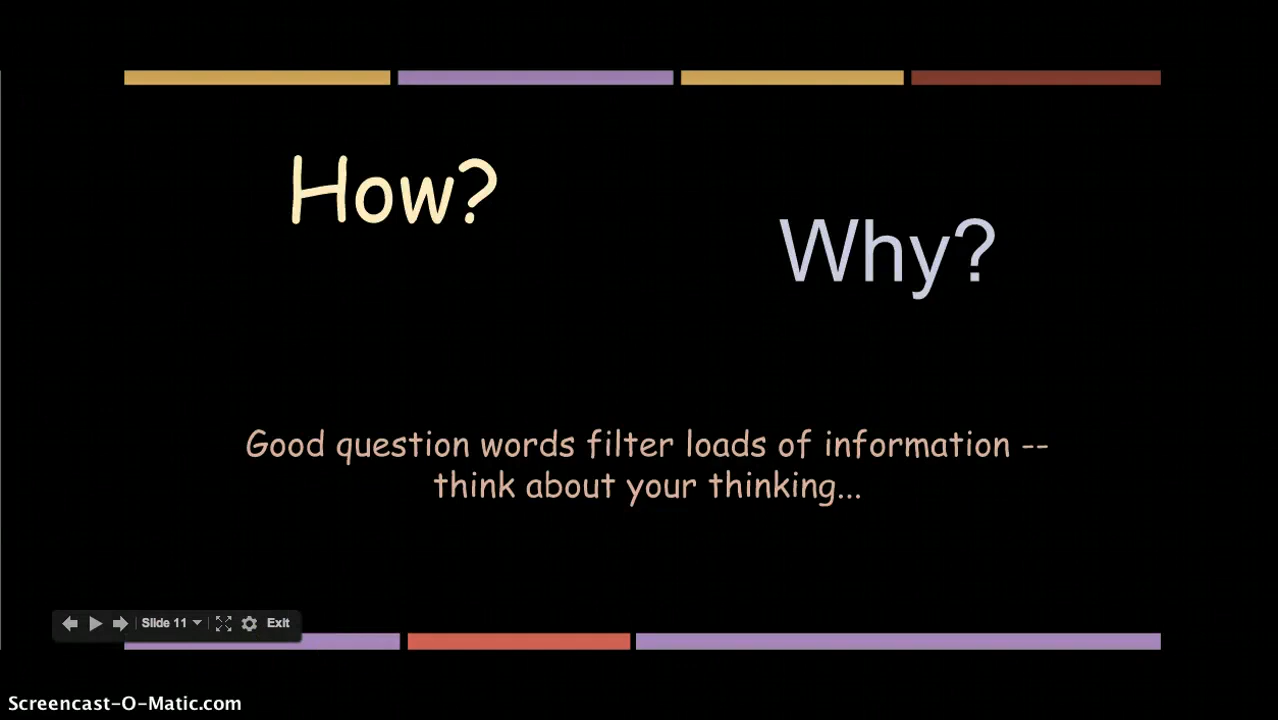 How?
Why?
Good question words filter loads of information --
think about your thinking...
Slide 11
Exit
Screencast-O-Matic.com